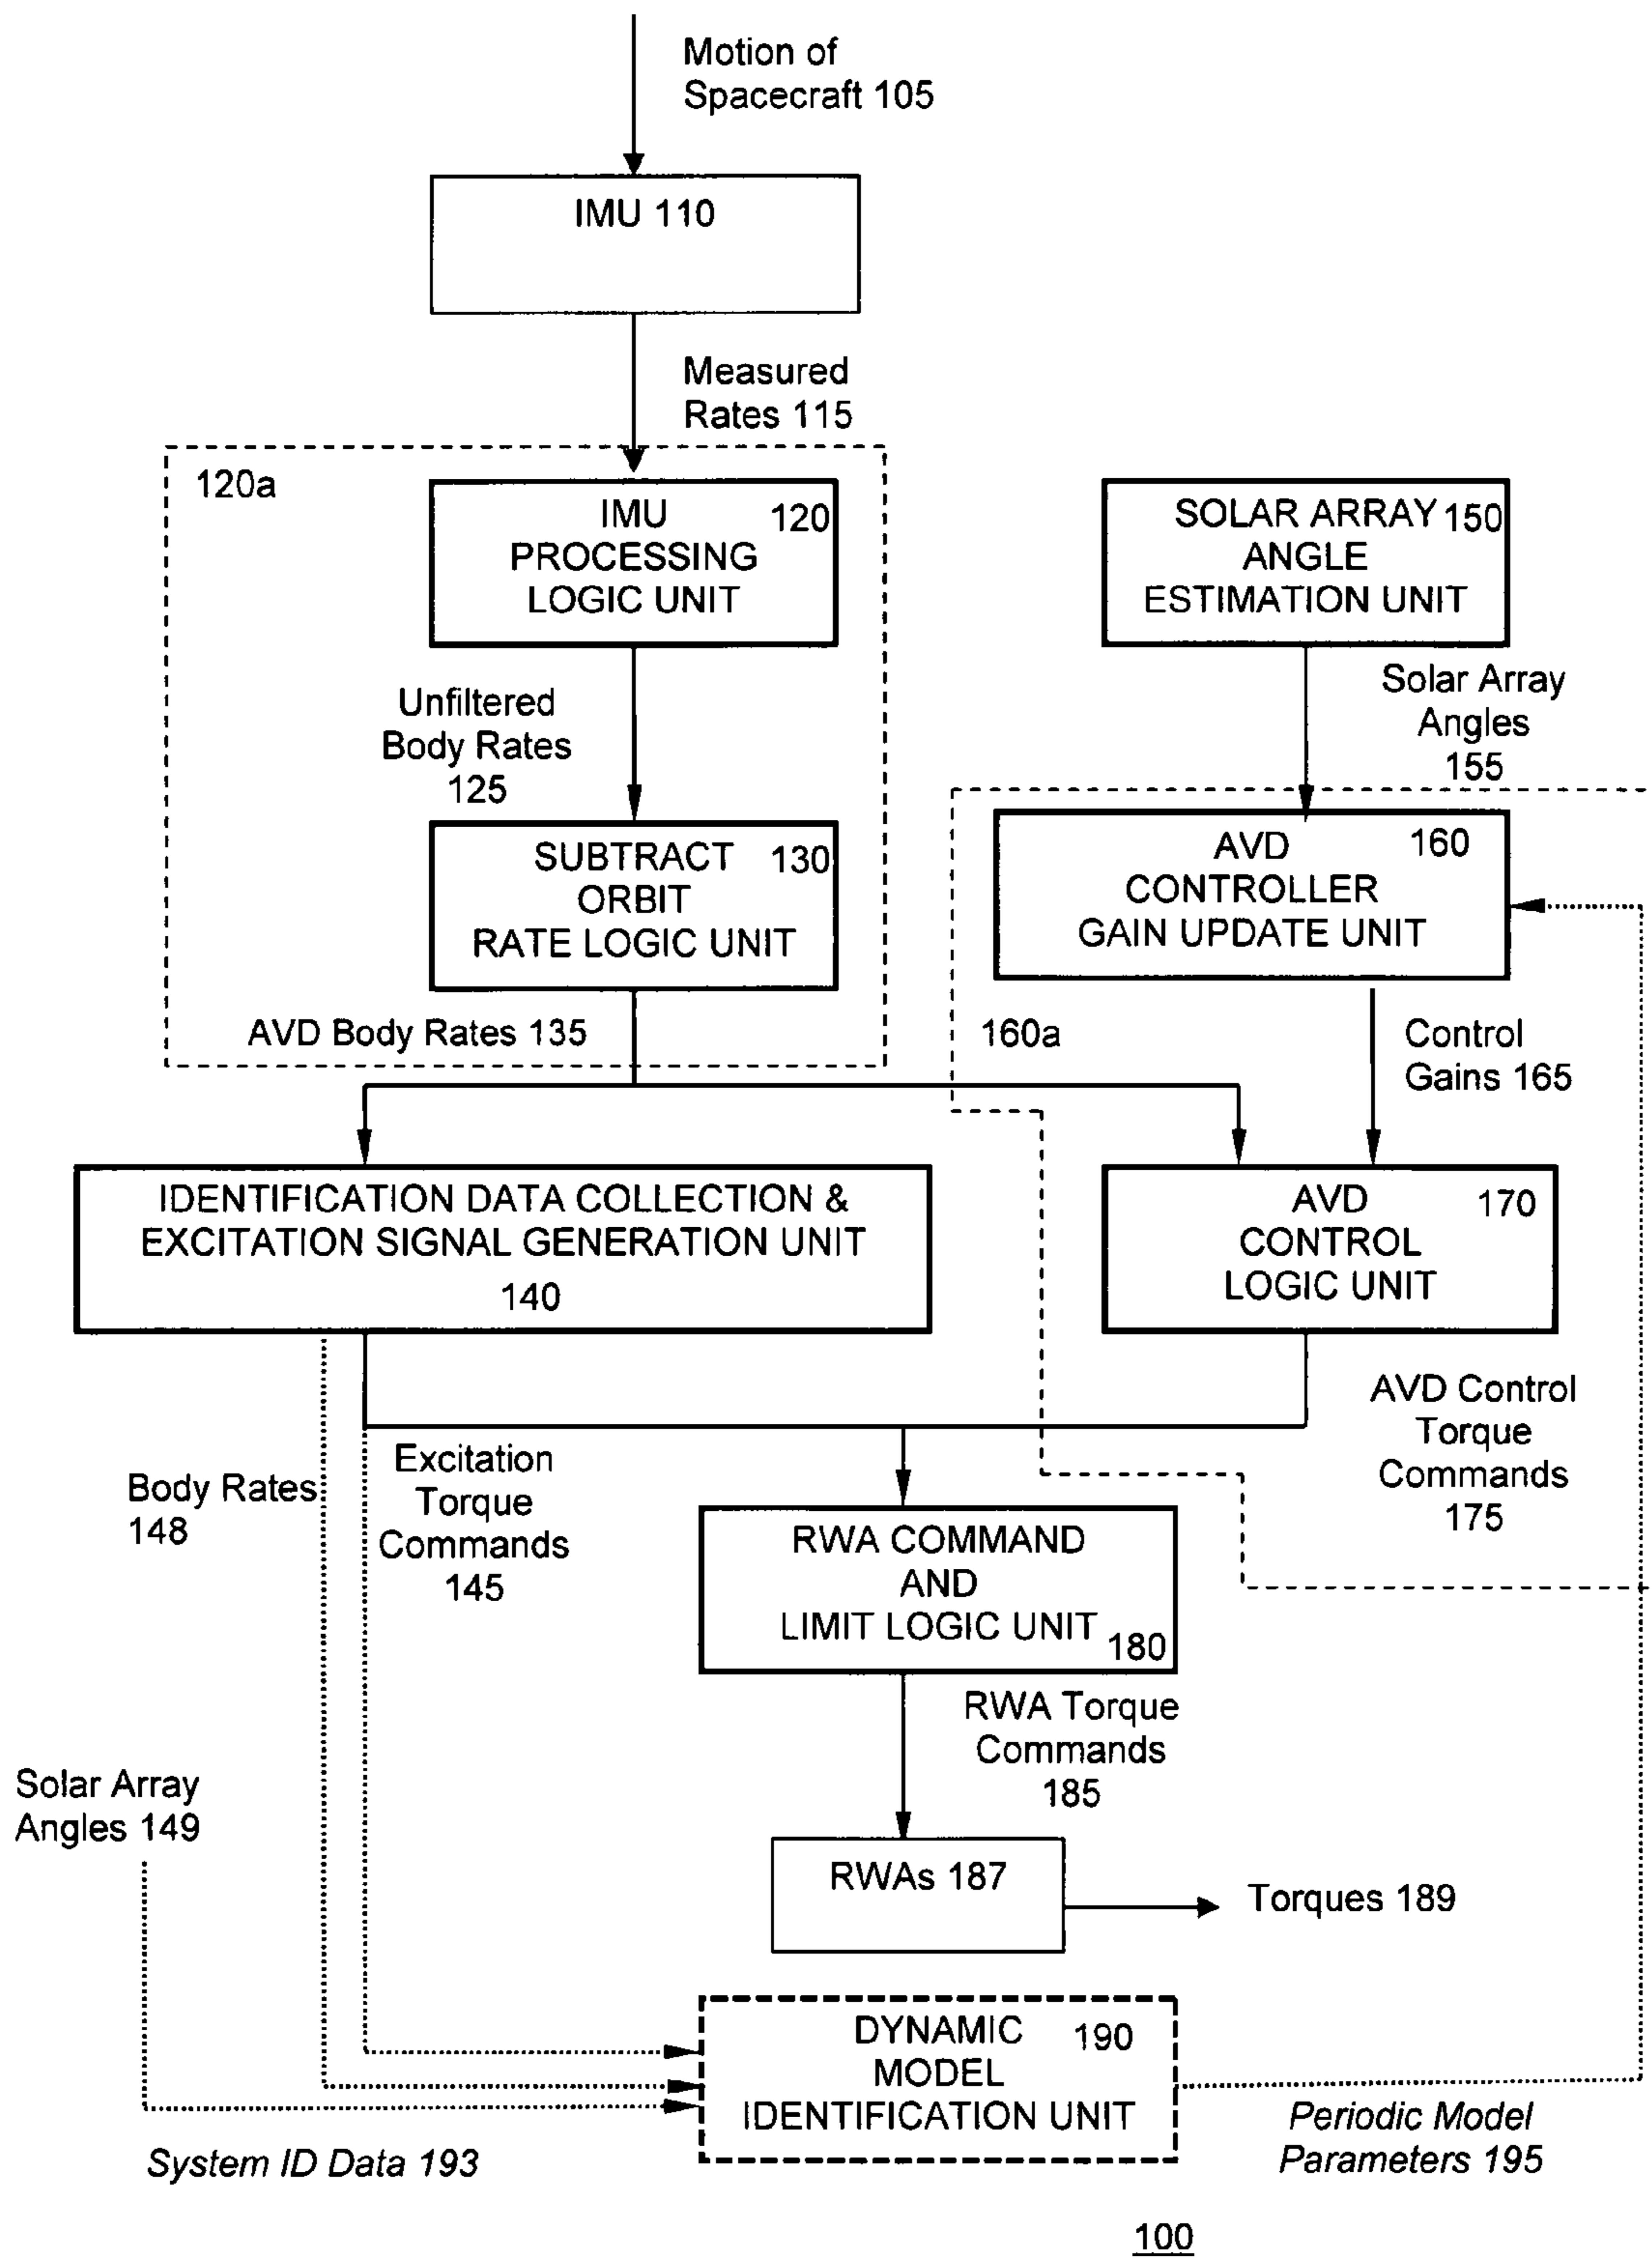 Motion of
Spacecraft 105
IMU 110
Measured
Rates 115
120a
IMU 120
PROCESSING
LOGIC UNIT
SOLAR ARRAY 150
ANGLE
ESTIMATION UNIT
Unfiltered
Body Rates
125
Solar Array
Angles
155
SUBTRACT 130
ORBIT
RATE LOGIC UNIT
AVD 160
CONTROLLER
GAIN UPDATE UNIT
AVD Body Rates 135
160a
Control
Gains 165
IDENTIFICATION DATA COLLECTION &
EXCITATION SIGNAL GENERATION UNIT
140
AVD 170
CONTROL
LOGIC UNIT
AVD Control
Torque
Commands
175
Body Rates
148
Excitation
Torque
Commands
145
RWA COMMAND
AND
LIMIT LOGIC UNIT 180
RWA Torque
Commands
185
Solar Array
Angles 149
RWAs 187
Torques 189
DYNAMIC 190
MODEL
IDENTIFICATION UNIT
System ID Data 193
Periodic Model
Parameters 195
100